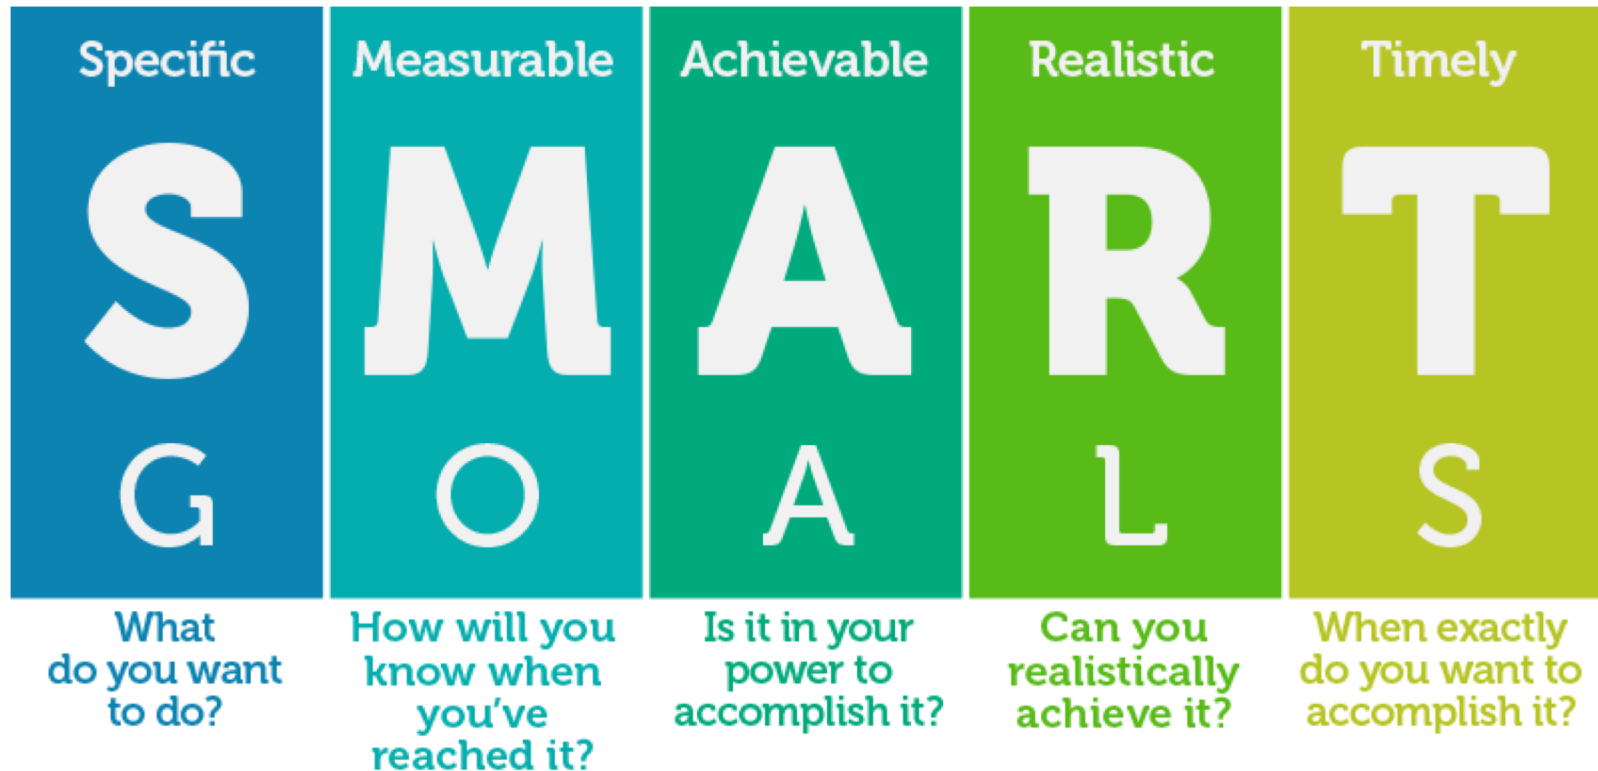 Specific
Measurable
Achievable
Realistic
Timely
S
M
A
R
T
G
O
A
L
S
What
do you want
to do?
How will you
know when
you've
reached it?
Is it in your
power to
accomplish it?
Can you
realistically
achieve it?
When exactly
do you want to
accomplish it?